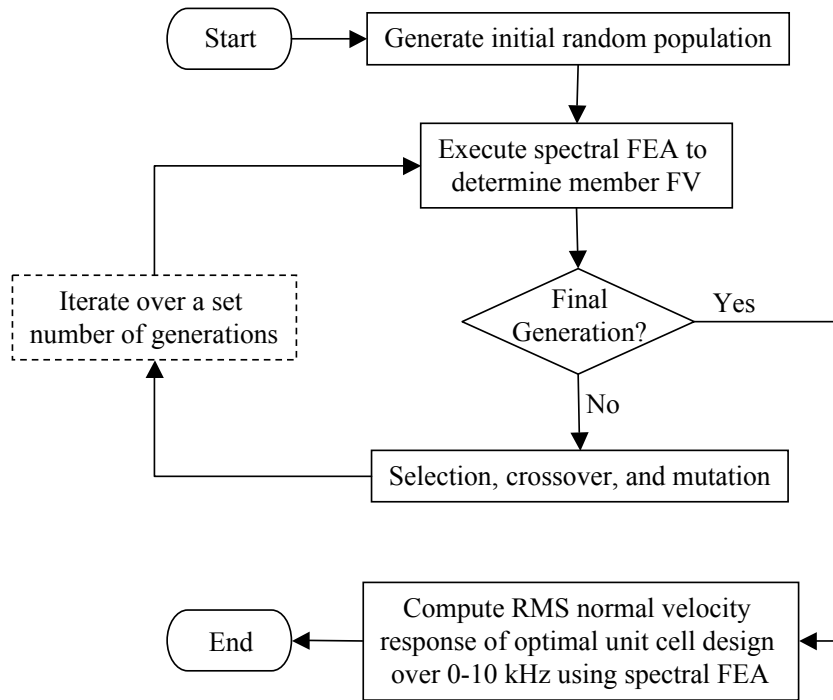 Start
Generate initial random population
Execute spectral FEA to
determine member FV
Iterate over a set
number of generations
Final
Generation?
Yes
No
Selection, crossover, and mutation
End
Compute RMS normal velocity
response of optimal unit cell design
over 0-10 kHz using spectral FEA